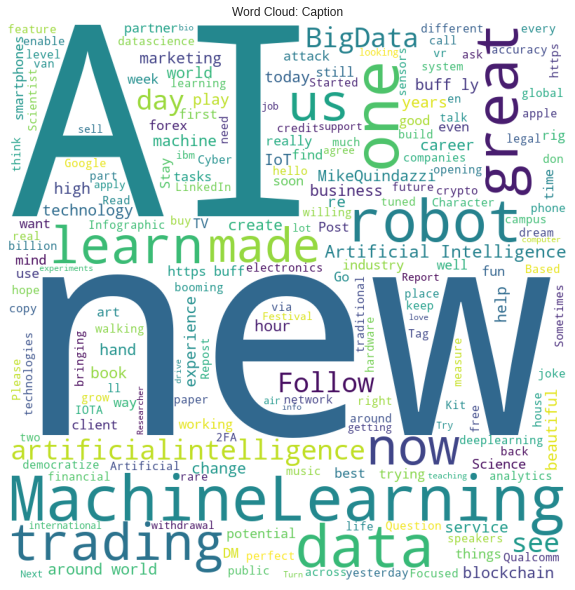 Word Cloud: Caption
feature
partner
bio
enable
datascience
BigData
different
every
level
van
marketing
attack
call
vr
ask
accuracy
https
smartphones
Scientist
week
world
learning
today
still
sensors
system
en
global
AI
day
play
us
one
buff ly
great
Started
years
talk
apple
think
sell
forex
first
job
support
credit
good
build
legal
rig
need
really
much
even
career
don
Google
ibm
machine
IoT
find
agree
companies
part
Cyber
hello
MikeQuindazzi
opening
time
high
apply
tasks
soon
business
future
crypto
Read
Stay
LinkedIn
willing
tuned
Character
phone
technology
Infographic
buy
TV
lot
re
Post
robot
campus
want
create
dream
real
learn
made
Artificial Intelligence
computer
billion
mind
experiments
https buff
electronics
industry
well
fun
Based
use
booming
Go
Report
hope
copy
art
via
Festival
place
keep
love
help
walking
hour
traditional
Tag
Sometimes
new
Please
technologies
bringing
hand
experience
Repost
hardware
measure
book
ll
Follow
joke
grow
Researcher
paper
drive
air
info
network
right
Kit
free
house
beautiful
IOTA
way
client
working
2FA
around
getting
Try
two
artificialintelligence
now
deeplearning
back
democratize
Artificial
change
music
best
trying
Science
financial
rare
teaching
analytics
MachineLearning
international
withdrawal
potential
life
Question
service
trading
data
see
DM
perfect
speakers
things
Qualcomm
Next
around world
public
Turn
across
yesterday
Focused
blockchain